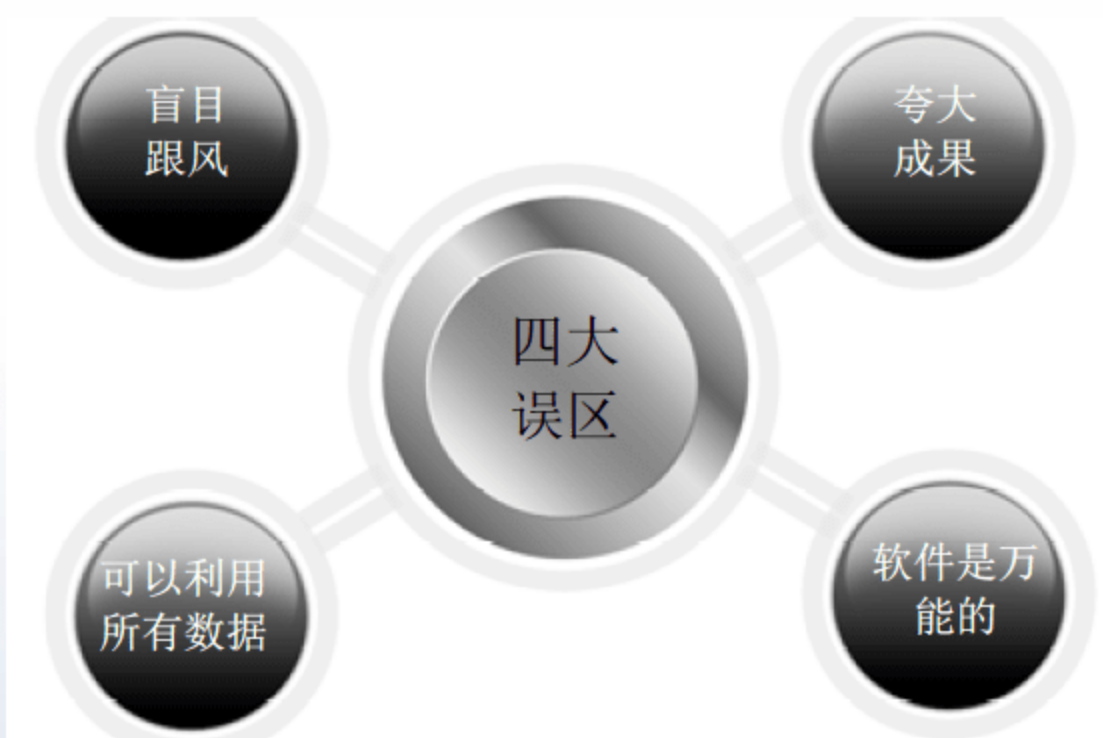 盲目
跟风
夸大
成果
四大
误区
可以利用
所有数据
软件是万
能的